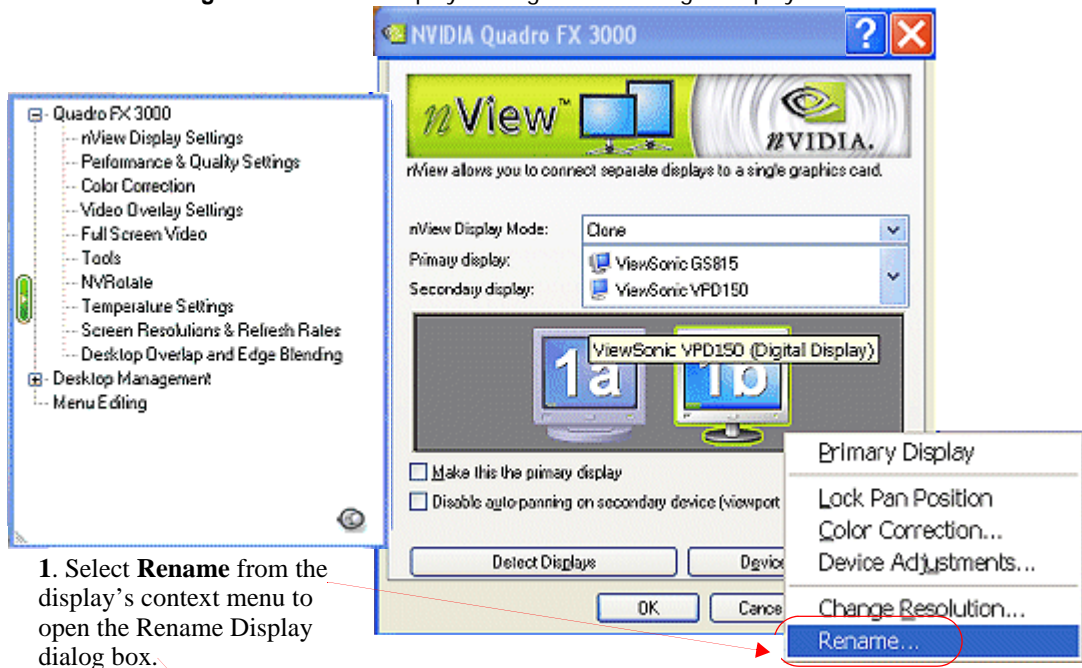 NVIDIA Quadro FX 3000
nView™
nVIDIA.
nView allows you to connect separate displays to a single graphics card.
nView Display Mode:
Clone
Primary display:
ViewSonic GS815
Secondary display:
ViewSonic VPD150
ViewSonic VPD150 (Digital Display)
1a
1b
Make this the primary display
Disable auto-panning on secondary device (viewport
Detect Displays
OK
Quadro FX 3000
nView Display Settings
Performance & Quality Settings
Color Correction
Video Overlay Settings
Full Screen Video
Tools
NVRotate
Temperature Settings
Screen Resolutions & Refresh Rates
Desktop Overlap and Edge Blending
Desktop Management
Menu Editing
Primary Display
Lock Pan Position
Color Correction...
Device Adjustments...
Change Resolution...
Rename...
1. Select Rename from the
display’s context menu to
open the Rename Display
dialog box.